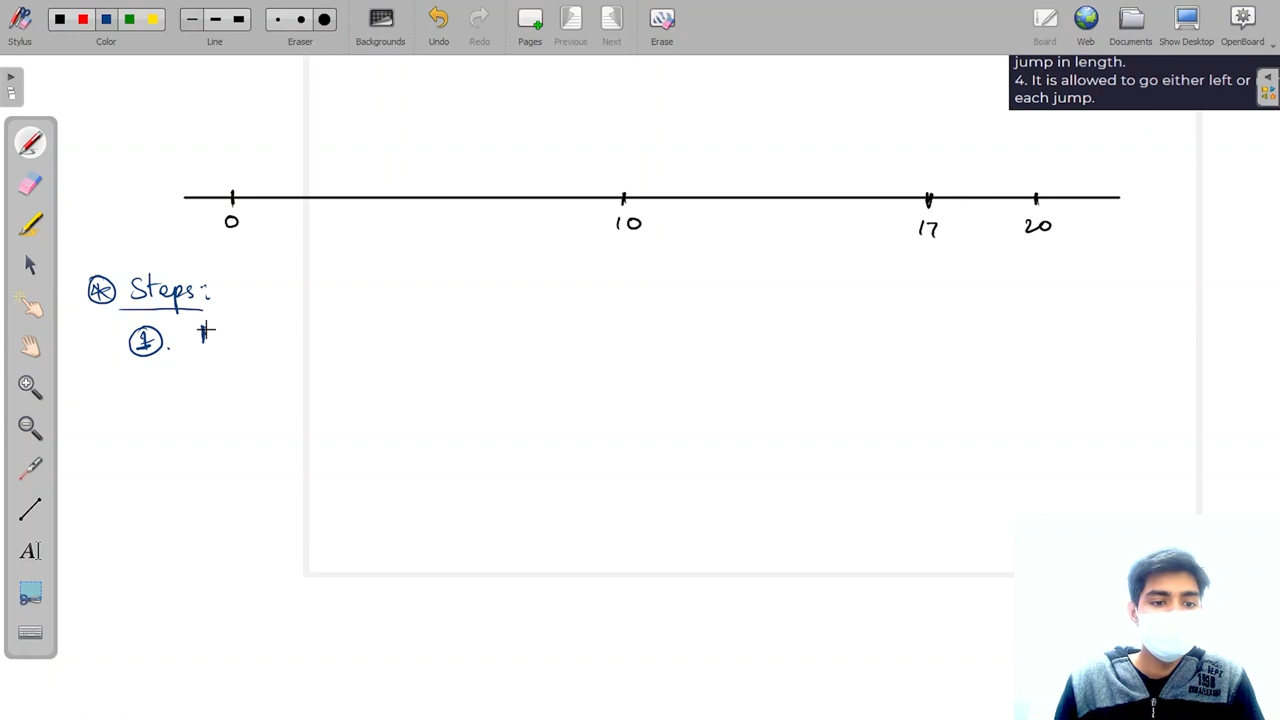 Stylus
Color
Line
Eraser
Backgrounds
Undo
Redo
Pages
Previous
Next
Erase
Board
Web
Documents
Show Desktop
OpenBoard
jump in length.
4. It is allowed to go either left or
each jump.
0 10 17 20
* Steps:
1.
A